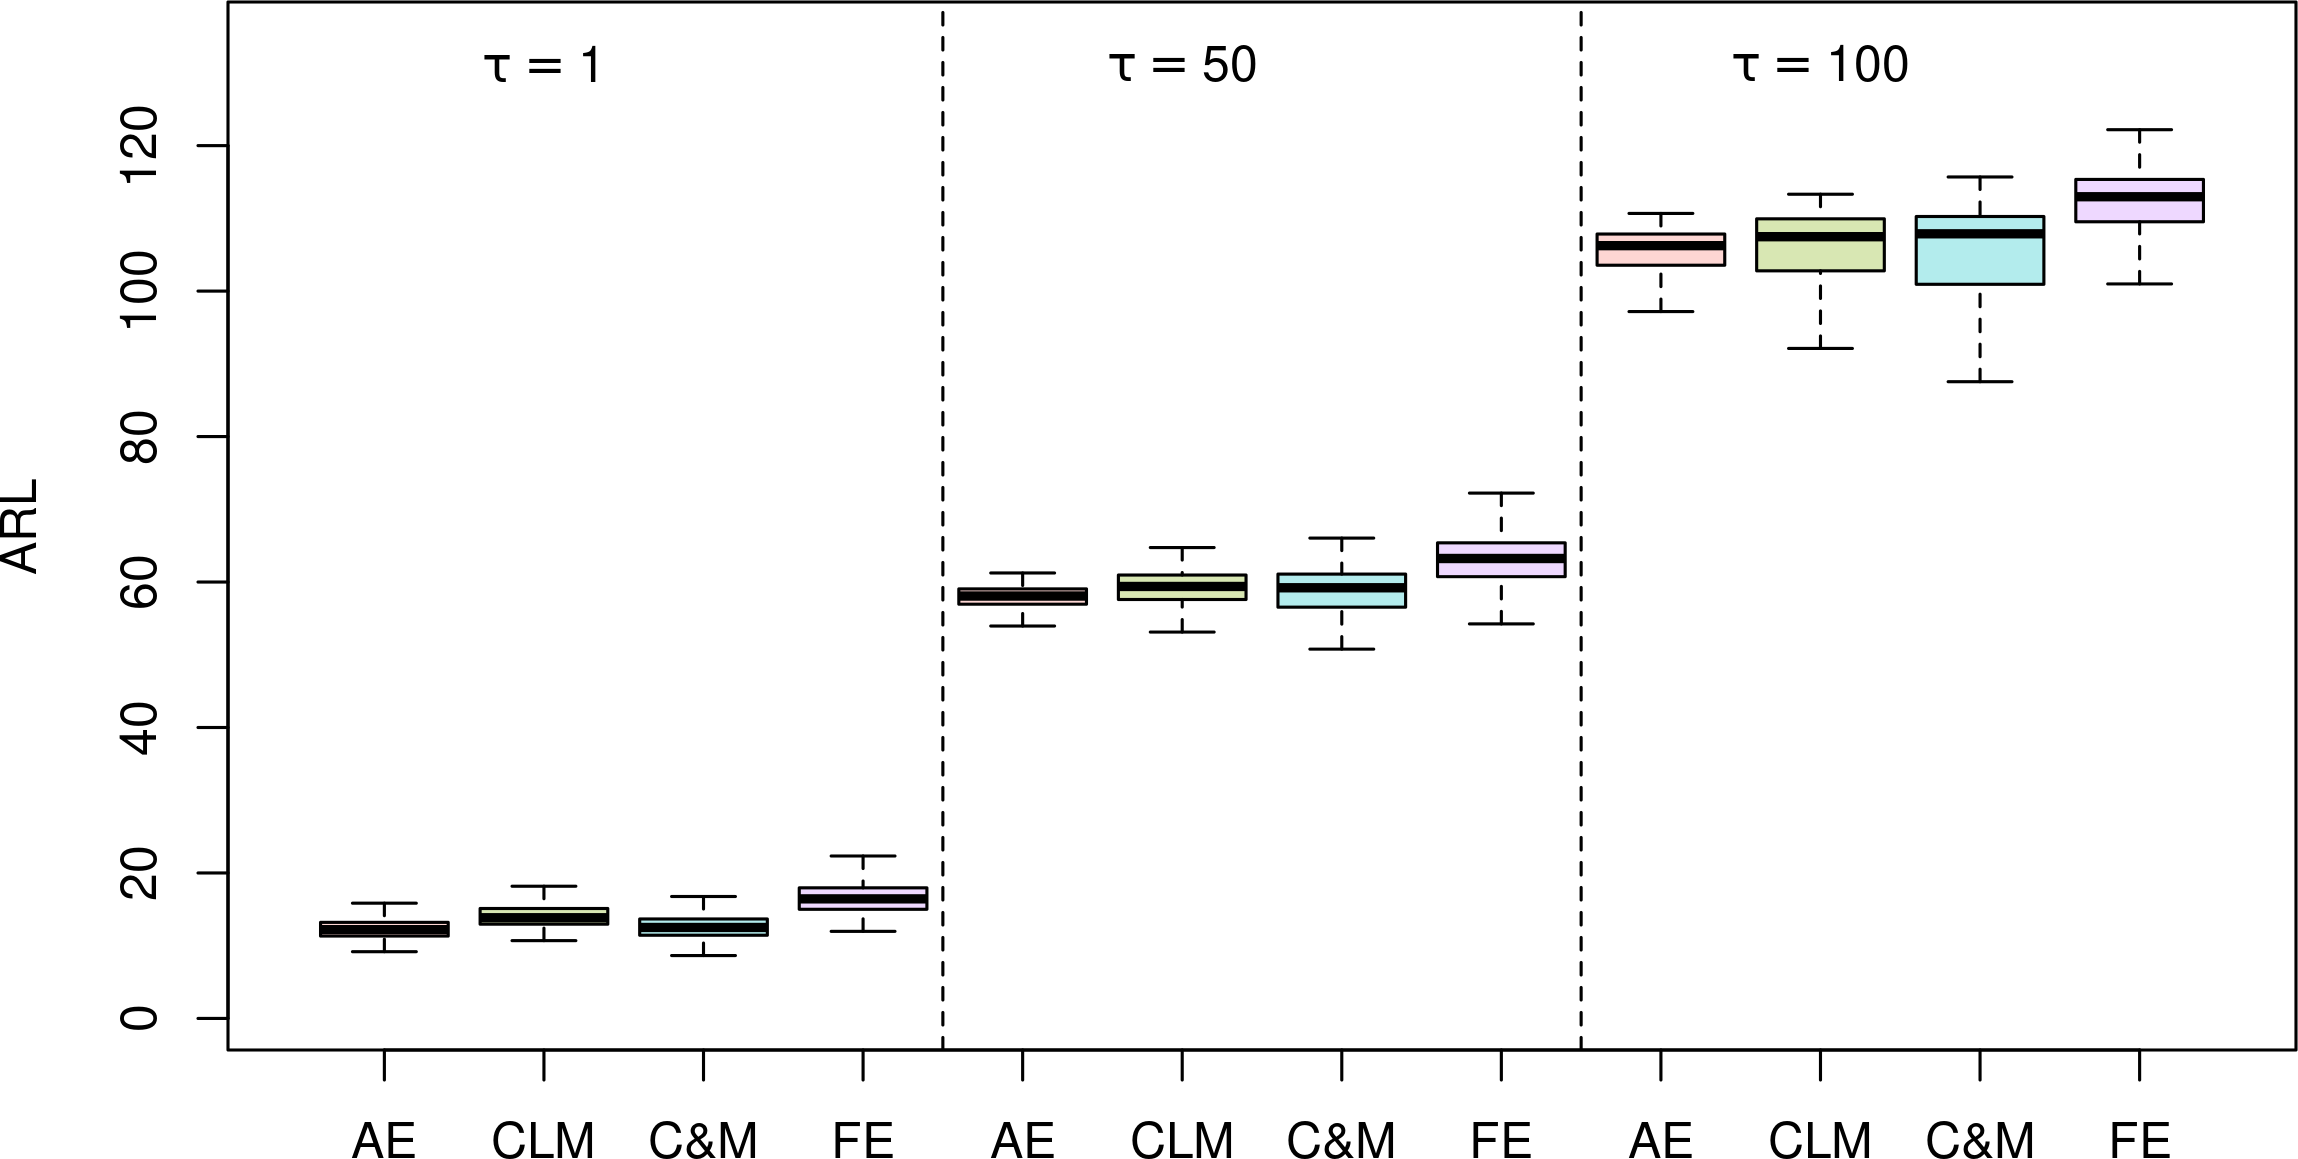 τ = 1
τ = 50
τ = 100
120
100
80
60
40
20
0
ARL
AE CLM C&M FE AE CLM C&M FE AE CLM C&M FE